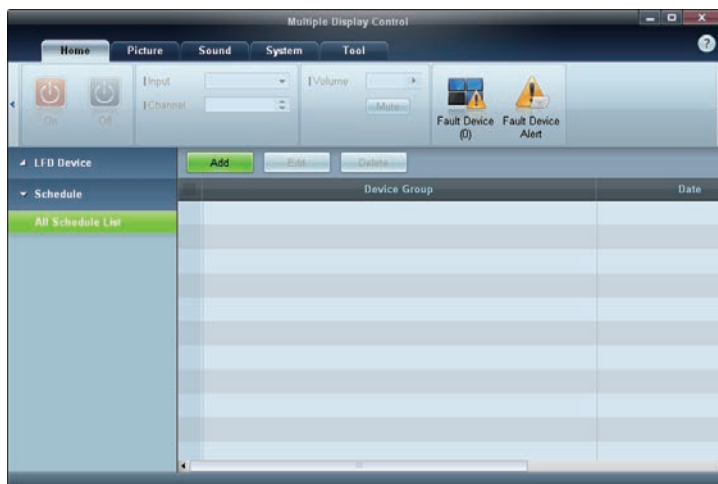 Multiple Display Control
Home Picture Sound System Tool
?
Input
Channel
On Off
Volume
Mute
Fault Device
(0)
Fault Device
Alert
LFD Device
Schedule
All Schedule List
Add Edit Delete
Device Group Date